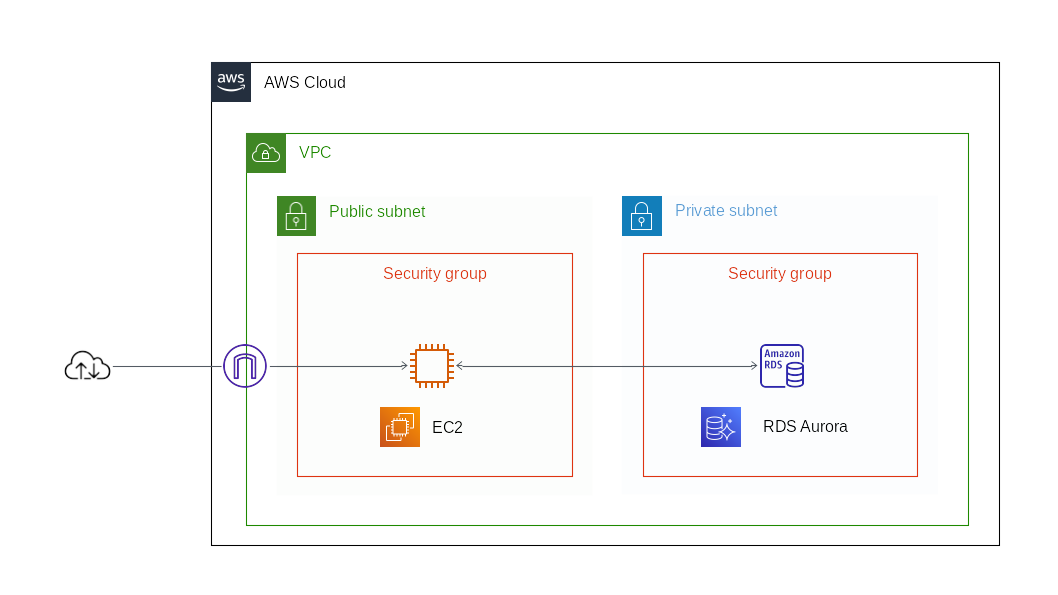 aws
AWS Cloud
VPC
Public subnet
Private subnet
Security group
Security group
Amazon
RDS
EC2
RDS Aurora